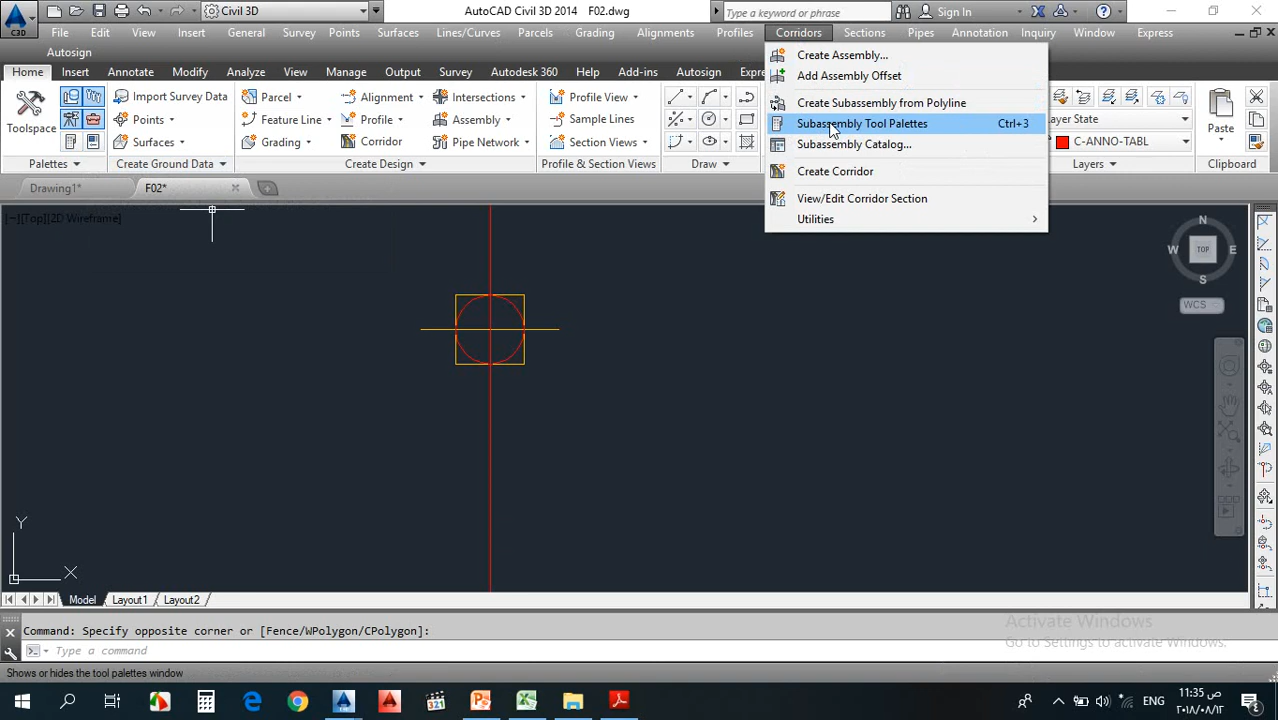 Civil 3D
AutoCAD Civil 3D 2014 F02.dwg
Type a keyword or phrase
Sign In
C3D
File Edit View Insert General Survey Points Surfaces Lines/Curves Parcels Grading Alignments Profiles Corridors Sections Pipes Annotation Inquiry Window Express
Autosign
Home Insert Annotate Modify Analyze View Manage Output Survey Autodesk 360 Help Add-ins Autosign
Create Assembly...
Add Assembly Offset
Create Subassembly from Polyline
Subassembly Tool Palettes Ctrl+3
Subassembly Catalog...
Create Corridor
View/Edit Corridor Section
Utilities
Toolspace
Import Survey Data
Points
Surfaces
Parcel
Feature Line
Grading
Alignment
Profile
Corridor
Intersections
Assembly
Pipe Network
Profile View
Sample Lines
Section Views
Paste
C-ANNO-TABL
Palettes
Create Ground Data
Create Design
Profile & Section Views
Draw
Layers
Drawing1*
F02*
[−][Top][2D Wireframe]
N
W TOP E
S
WCS
Y
X
Model Layout1 Layout2
Command: Specify opposite corner or [Fence/WPolygon/CPolygon]:
Type a command
Shows or hides the tool palettes window
Activate Windows
Go to Settings to activate Windows.
321
ENG
11:35 ص
٢٠١٨/٠٨/١٢